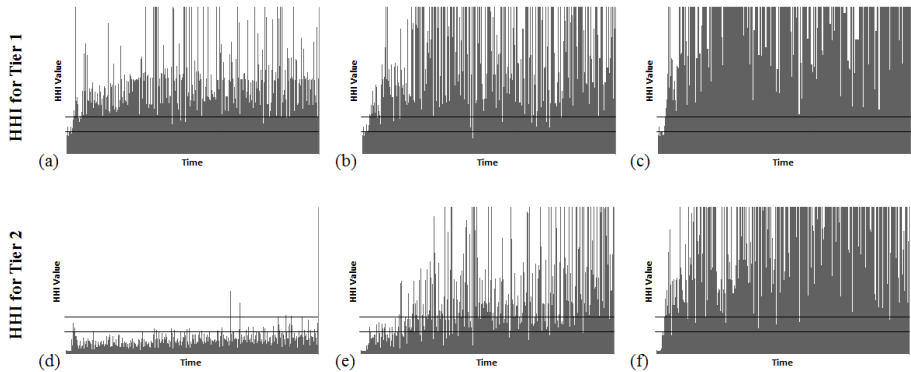 HHI for Tier 1
HHI Value
HHI Value
HHI Value
(a)
Time
(b)
Time
(c)
Time
HHI for Tier 2
HHI Value
HHI Value
HHI Value
(d)
Time
(e)
Time
(f)
Time